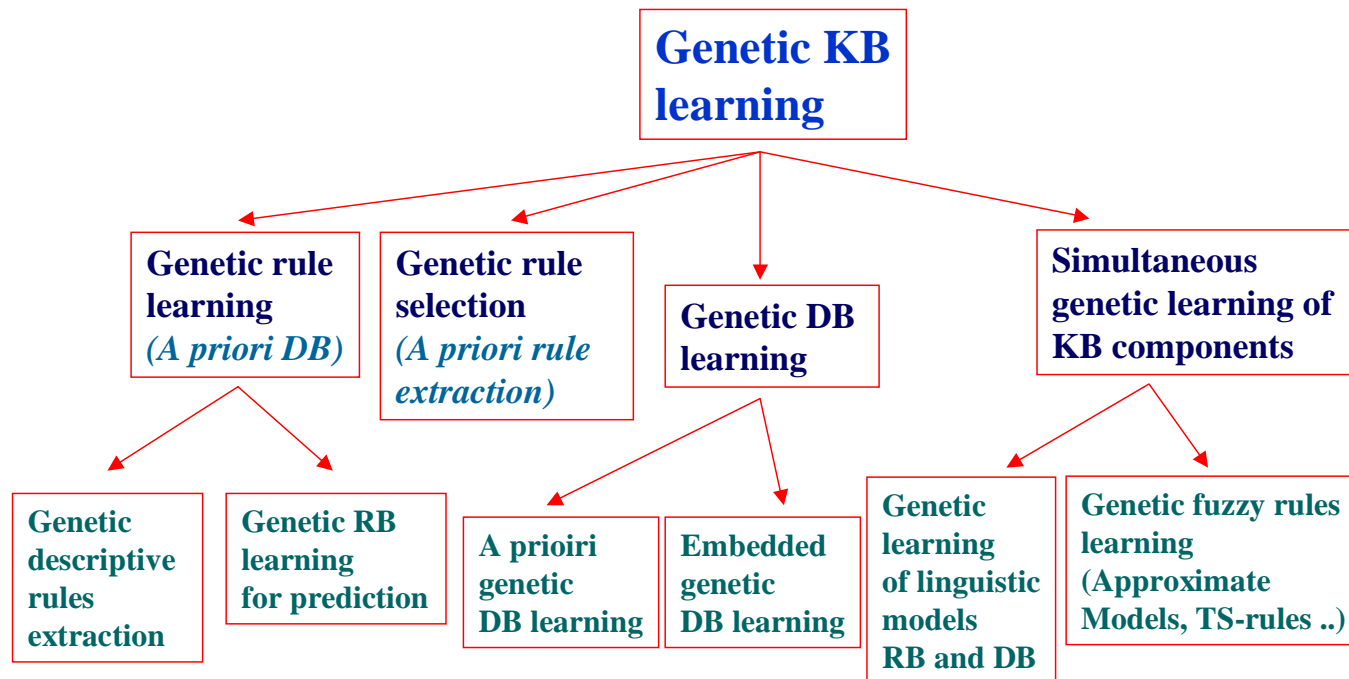 Genetic KB
learning
Genetic rule
learning
(A priori DB)
Genetic rule
selection
(A priori rule
extraction)
Genetic DB
learning
Simultaneous
genetic learning of
KB components
Genetic
descriptive
rules
extraction
Genetic RB
learning
for prediction
A prioiri
genetic
DB learning
Embedded
genetic
DB learning
Genetic
learning
of linguistic
models
RB and DB
Genetic fuzzy rules
learning
(Approximate
Models, TS-rules ..)